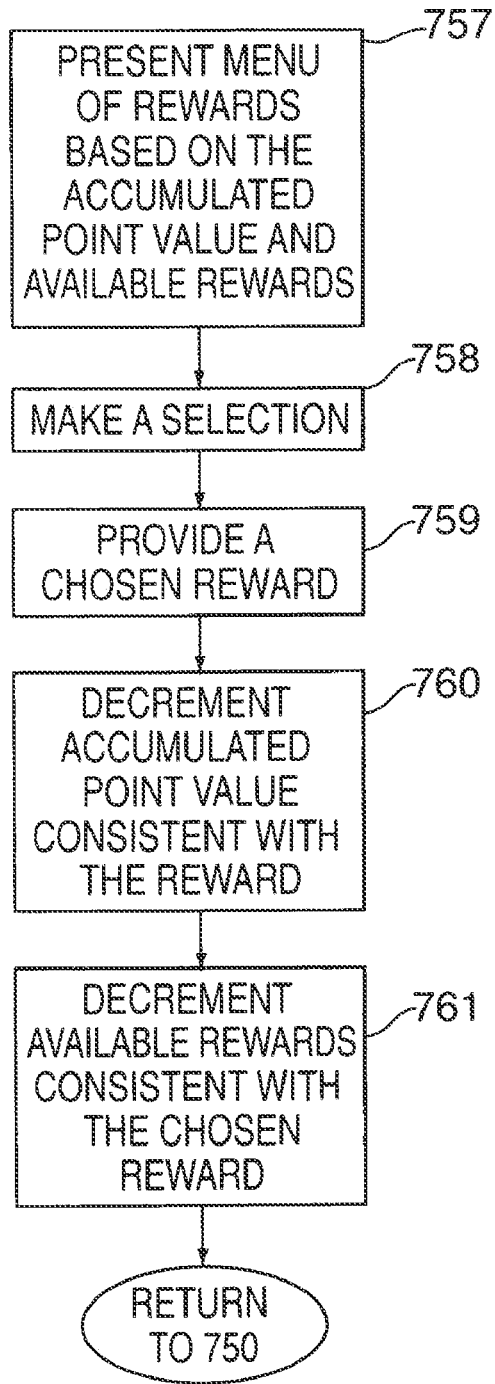 757
PRESENT MENU
OF REWARDS
BASED ON THE
ACCUMULATED
POINT VALUE AND
AVAILABLE REWARDS
758
MAKE A SELECTION
759
PROVIDE A
CHOSEN REWARD
760
DECREMENT
ACCUMULATED
POINT VALUE
CONSISTENT WITH
THE REWARD
761
DECREMENT
AVAILABLE REWARDS
CONSISTENT WITH
THE CHOSEN
REWARD
RETURN
TO 750